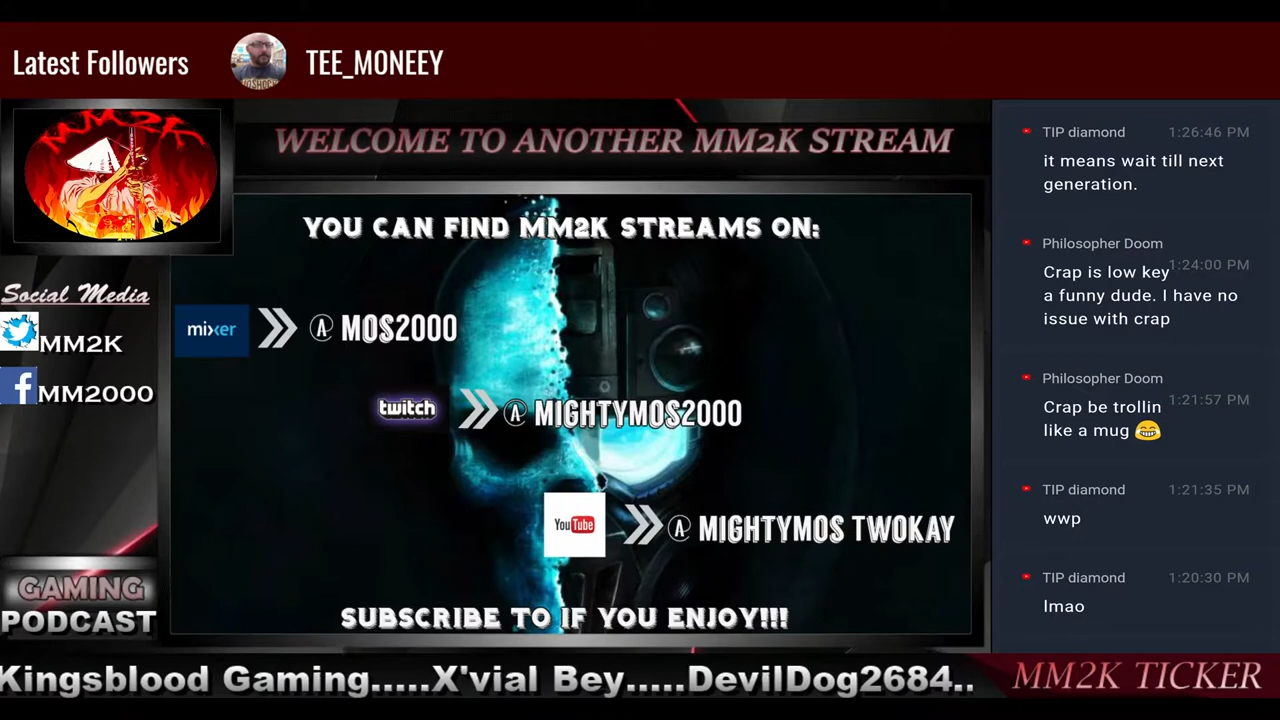 Latest Followers TEE_MONEEY
MM2K
WELCOME TO ANOTHER MM2K STREAM
YOU CAN FIND MM2K STREAMS ON:
mixer @ MOS2000
twitch @ MIGHTYMOS2000
YouTube @ MIGHTYMOS TWOKAY
SUBSCRIBE TO IF YOU ENJOY!!!
Social Media
MM2K
MM2000
GAMING
PODCAST
TIP diamond 1:26:46 PM
it means wait till next
generation.
Philosopher Doom
1:24:00 PM
Crap is low key
a funny dude. I have no
issue with crap
Philosopher Doom
1:21:57 PM
Crap be trollin
like a mug 😂
TIP diamond 1:21:35 PM
wwp
TIP diamond 1:20:30 PM
lmao
Kingsblood Gaming.....X'vial Bey.....DevilDog2684..
MM2K TICKER